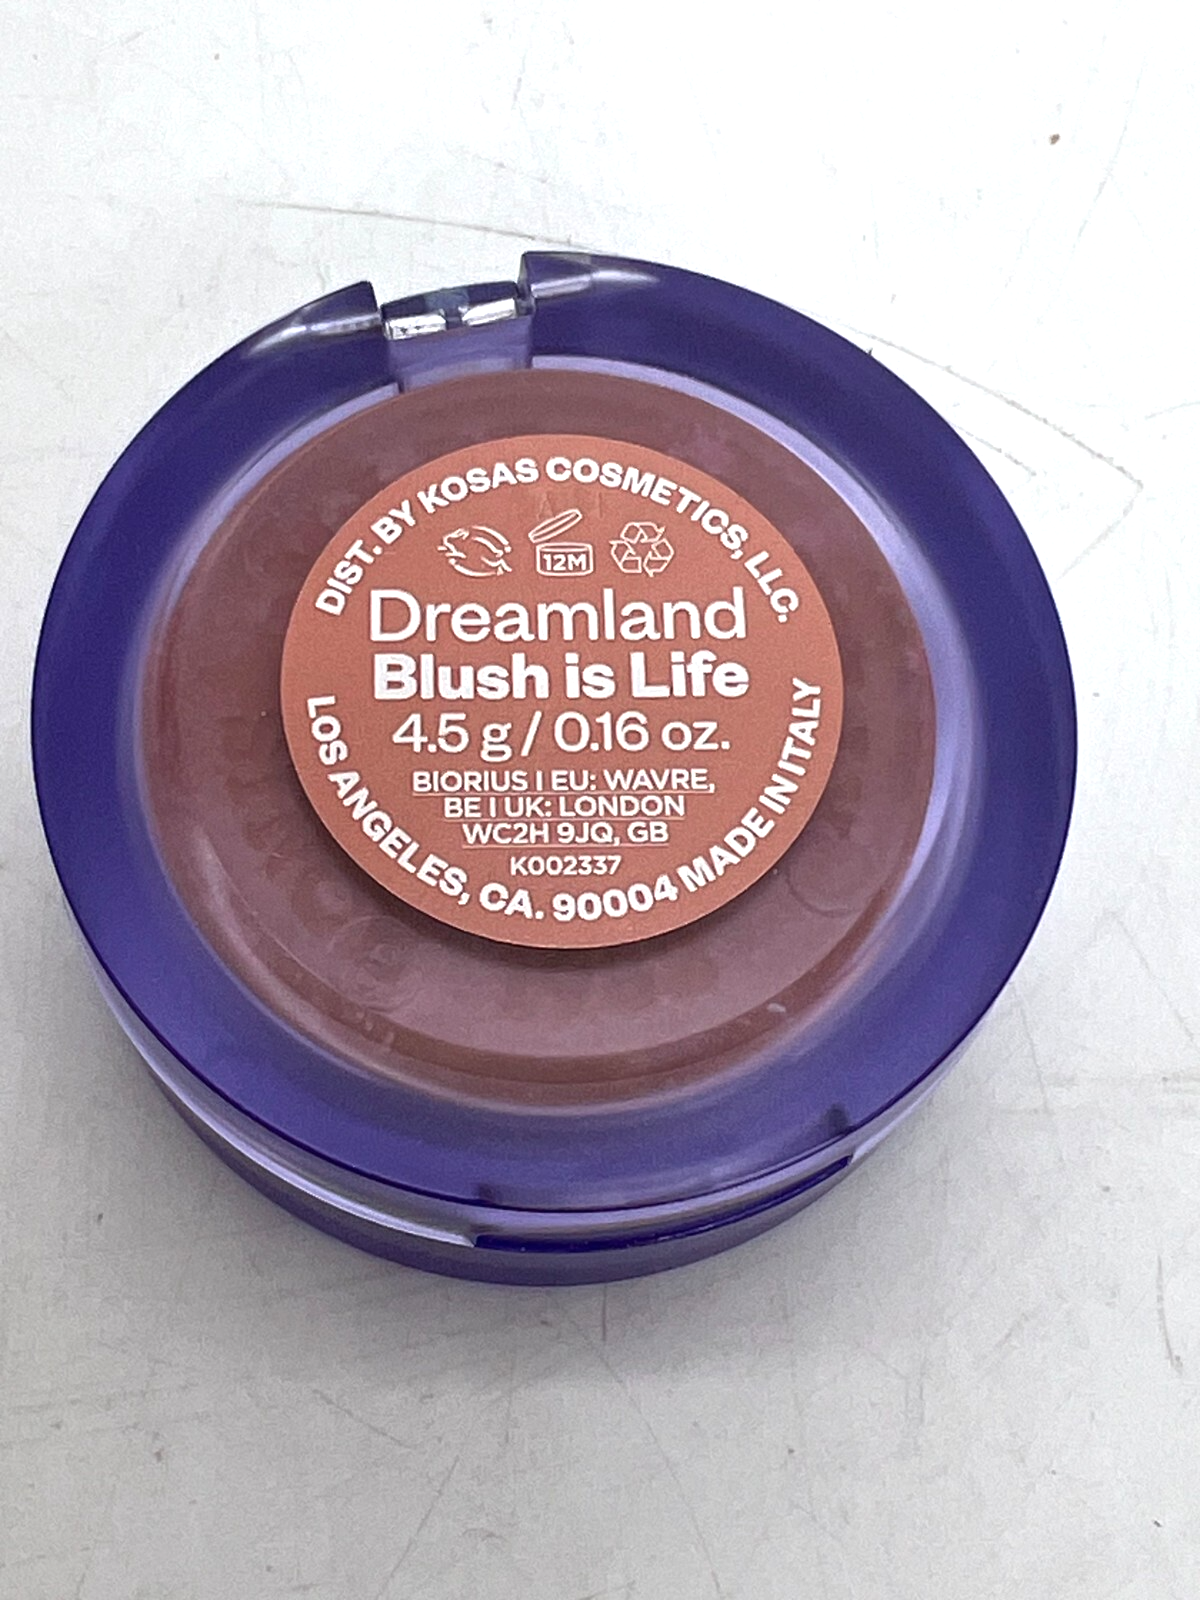 DIST. BY KOSAS COSMETICS, LLC.
12M
Dreamland
Blush is Life
4.5 g / 0.16 oz.
BIORIUS | EU: WAVRE,
BE | UK: LONDON
WC2H 9JQ, GB
K002337
LOS ANGELES, CA. 90004 MADE IN ITALY